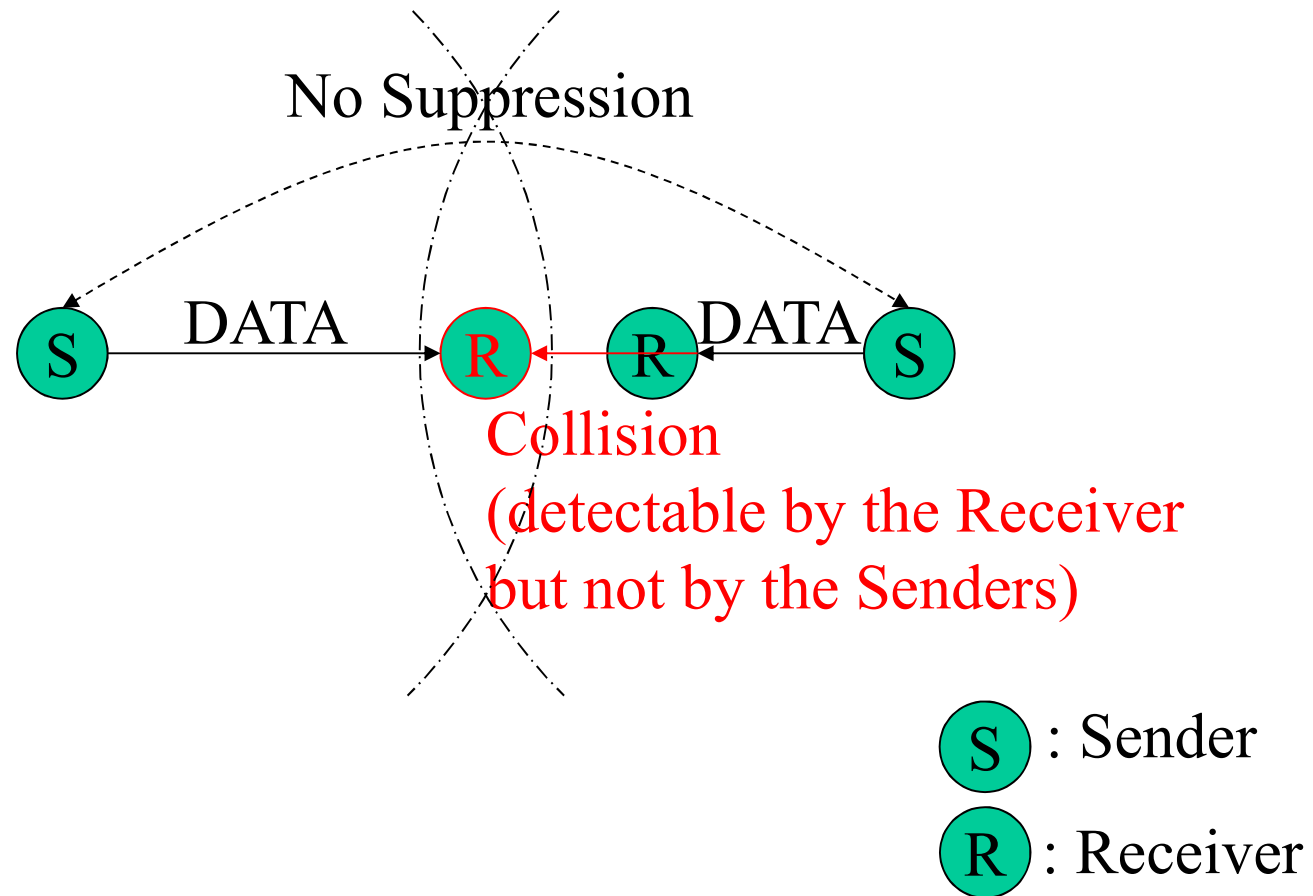 No Suppression
S
DATA
R
R
DATA
S
Collision
(detectable by the Receiver
but not by the Senders)
S : Sender
R : Receiver